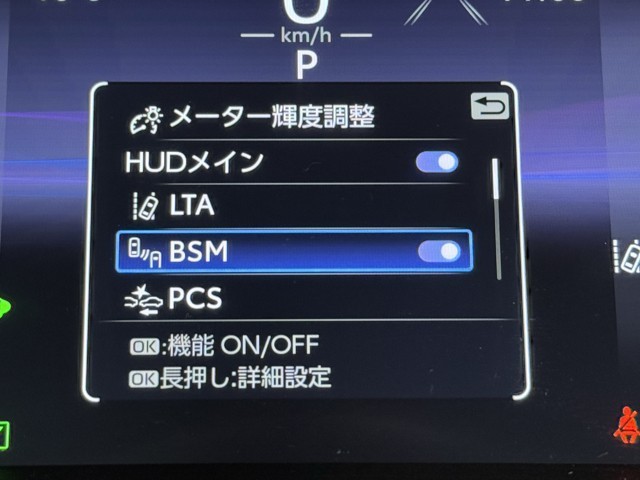 0
km/h
P
メーター輝度調整
HUDメイン
LTA
BSM
PCS
OK:機能 ON/OFF
OK長押し:詳細設定